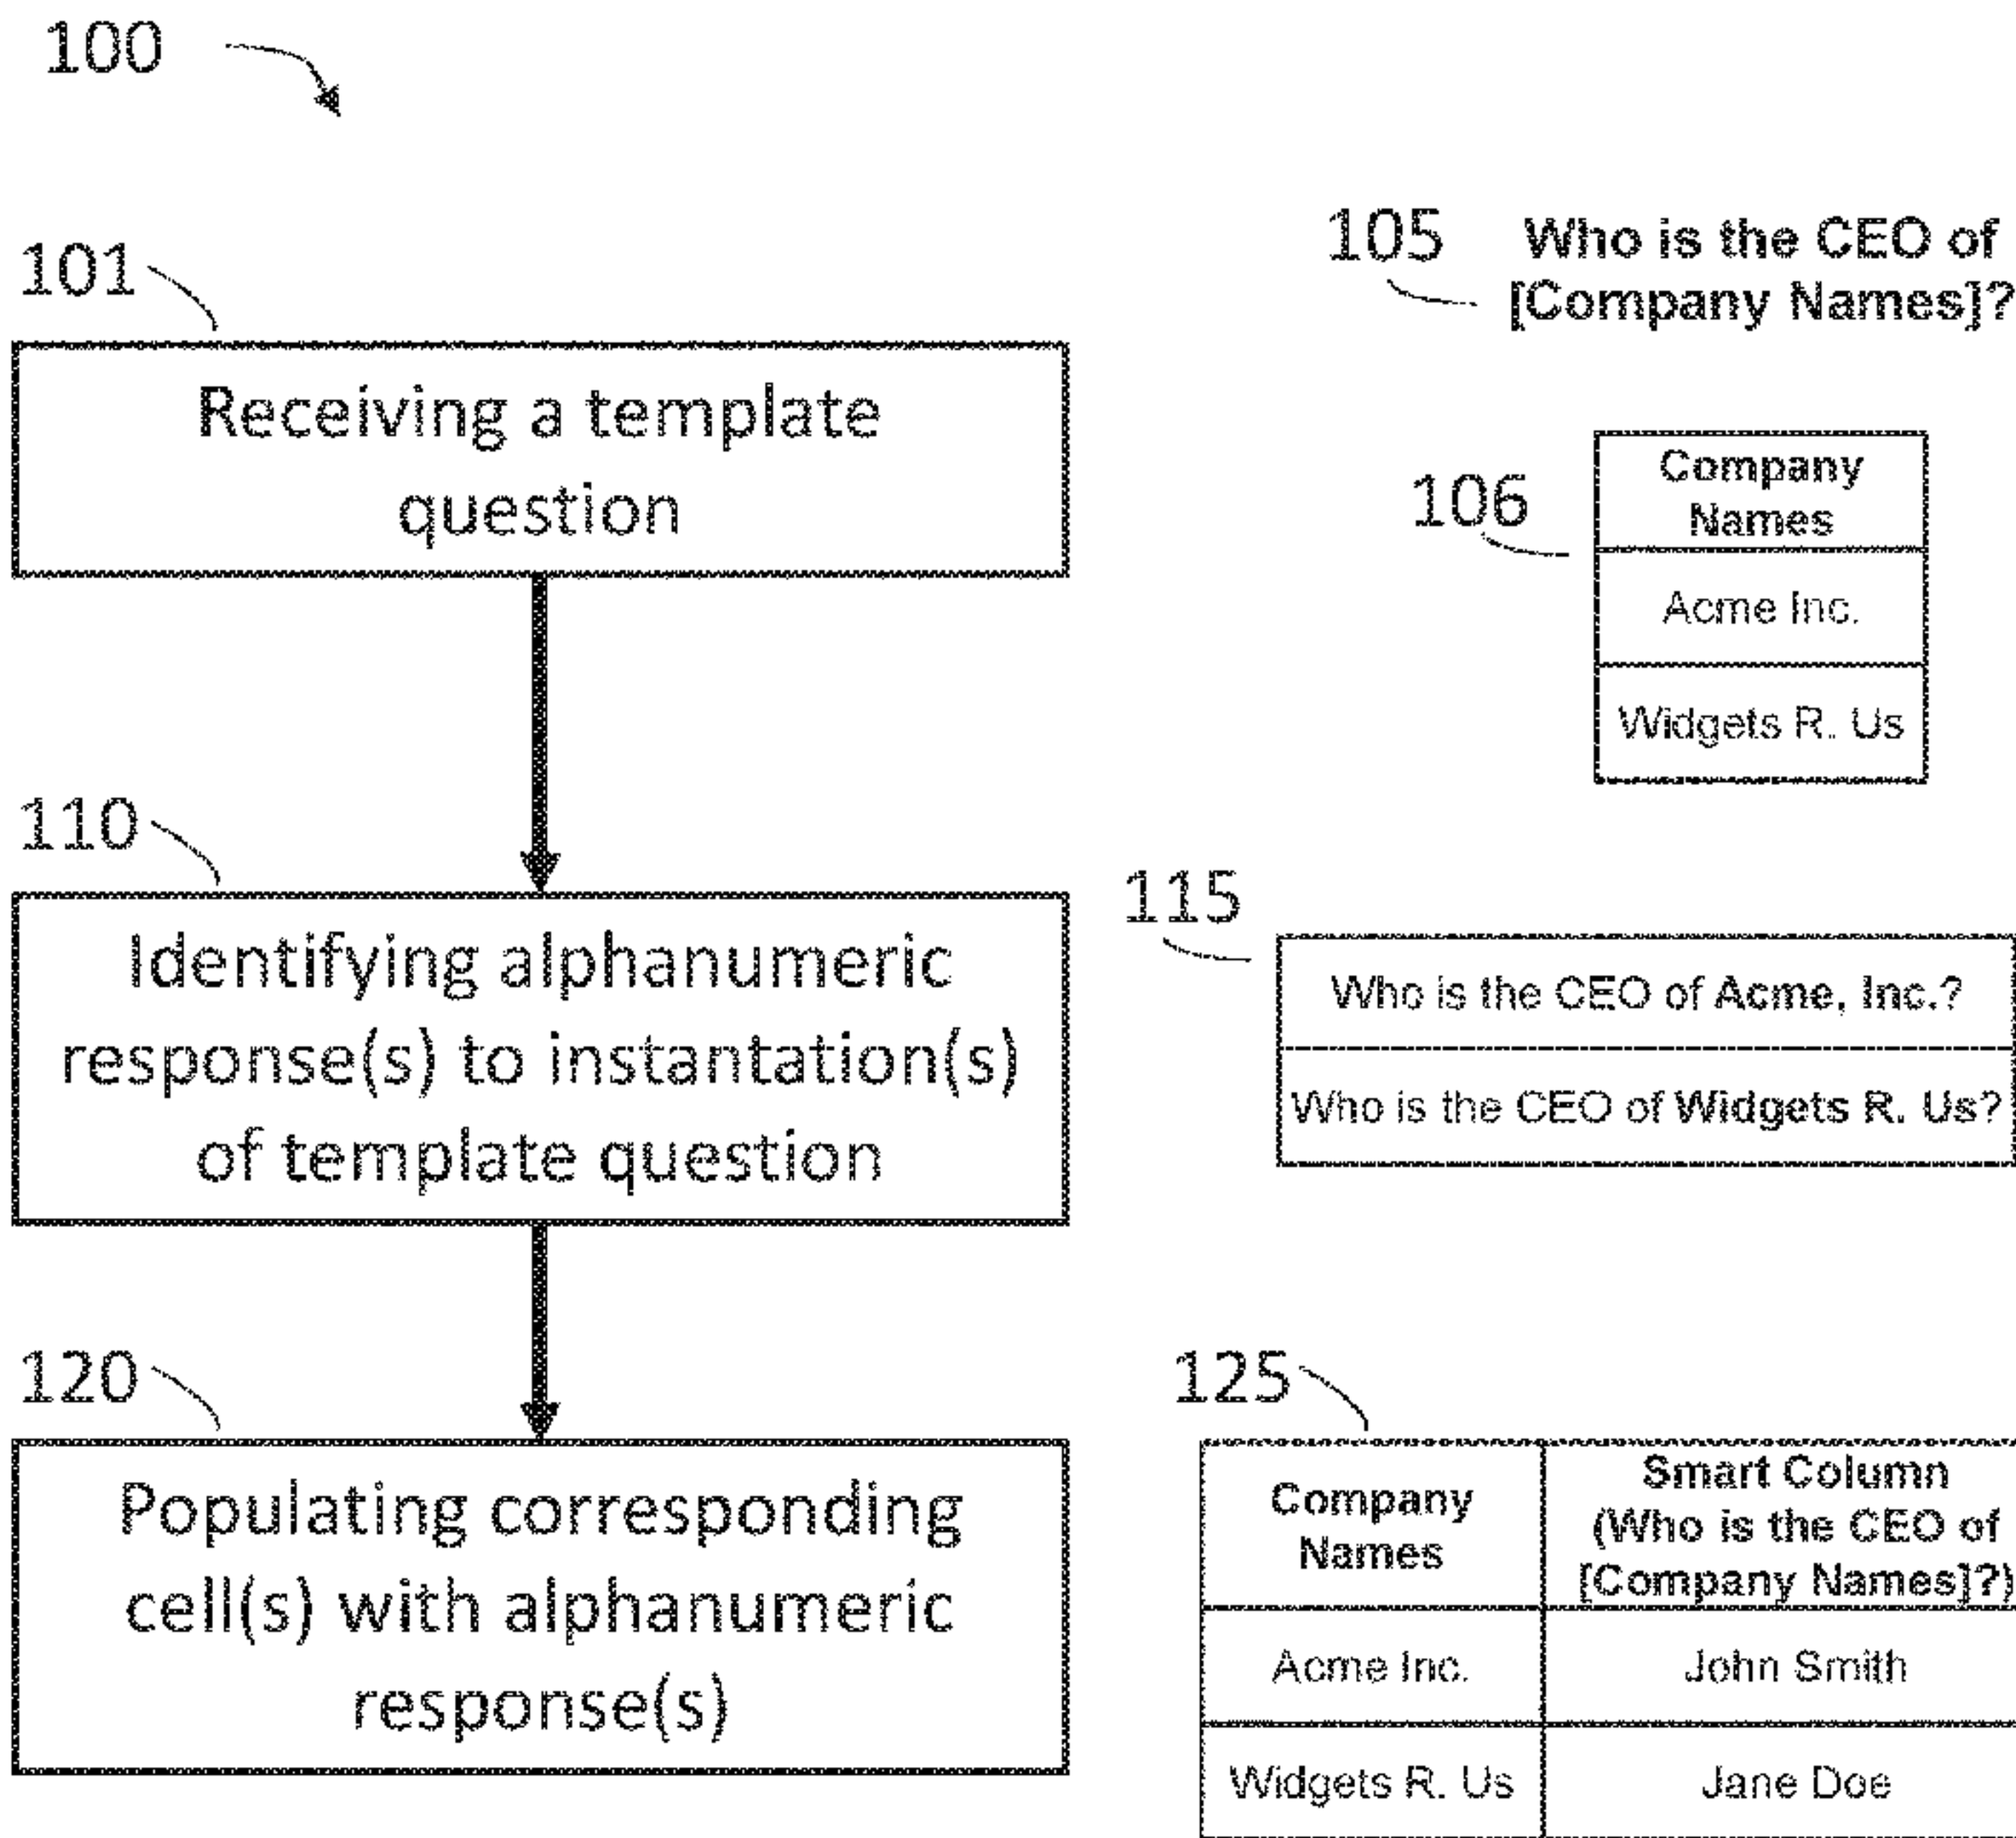 100
101
Receiving a template
question
110
Identifying alphanumeric
response(s) to instantation(s)
of template question
120
Populating corresponding
cell(s) with alphanumeric
response(s)
105
Who is the CEO of
[Company Names]?
106
Company
Names
Acme Inc.
Widgets R. Us
115
Who is the CEO of Acme, Inc.?
Who is the CEO of Widgets R. Us?
125
Company
Names
Smart Column
(Who is the CEO of
[Company Names]?)
Acme Inc.
John Smith
Widgets R. Us
Jane Doe